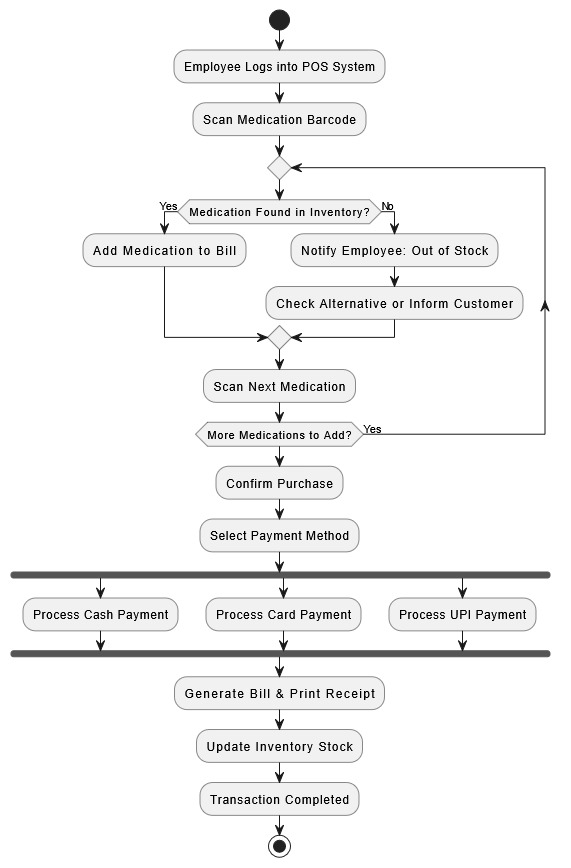 Employee Logs into POS System
Scan Medication Barcode
Yes
Medication Found in Inventory?
No
Add Medication to Bill
Notify Employee: Out of Stock
Check Alternative or Inform Customer
Scan Next Medication
More Medications to Add?
Yes
Confirm Purchase
Select Payment Method
Process Cash Payment
Process Card Payment
Process UPI Payment
Generate Bill & Print Receipt
Update Inventory Stock
Transaction Completed